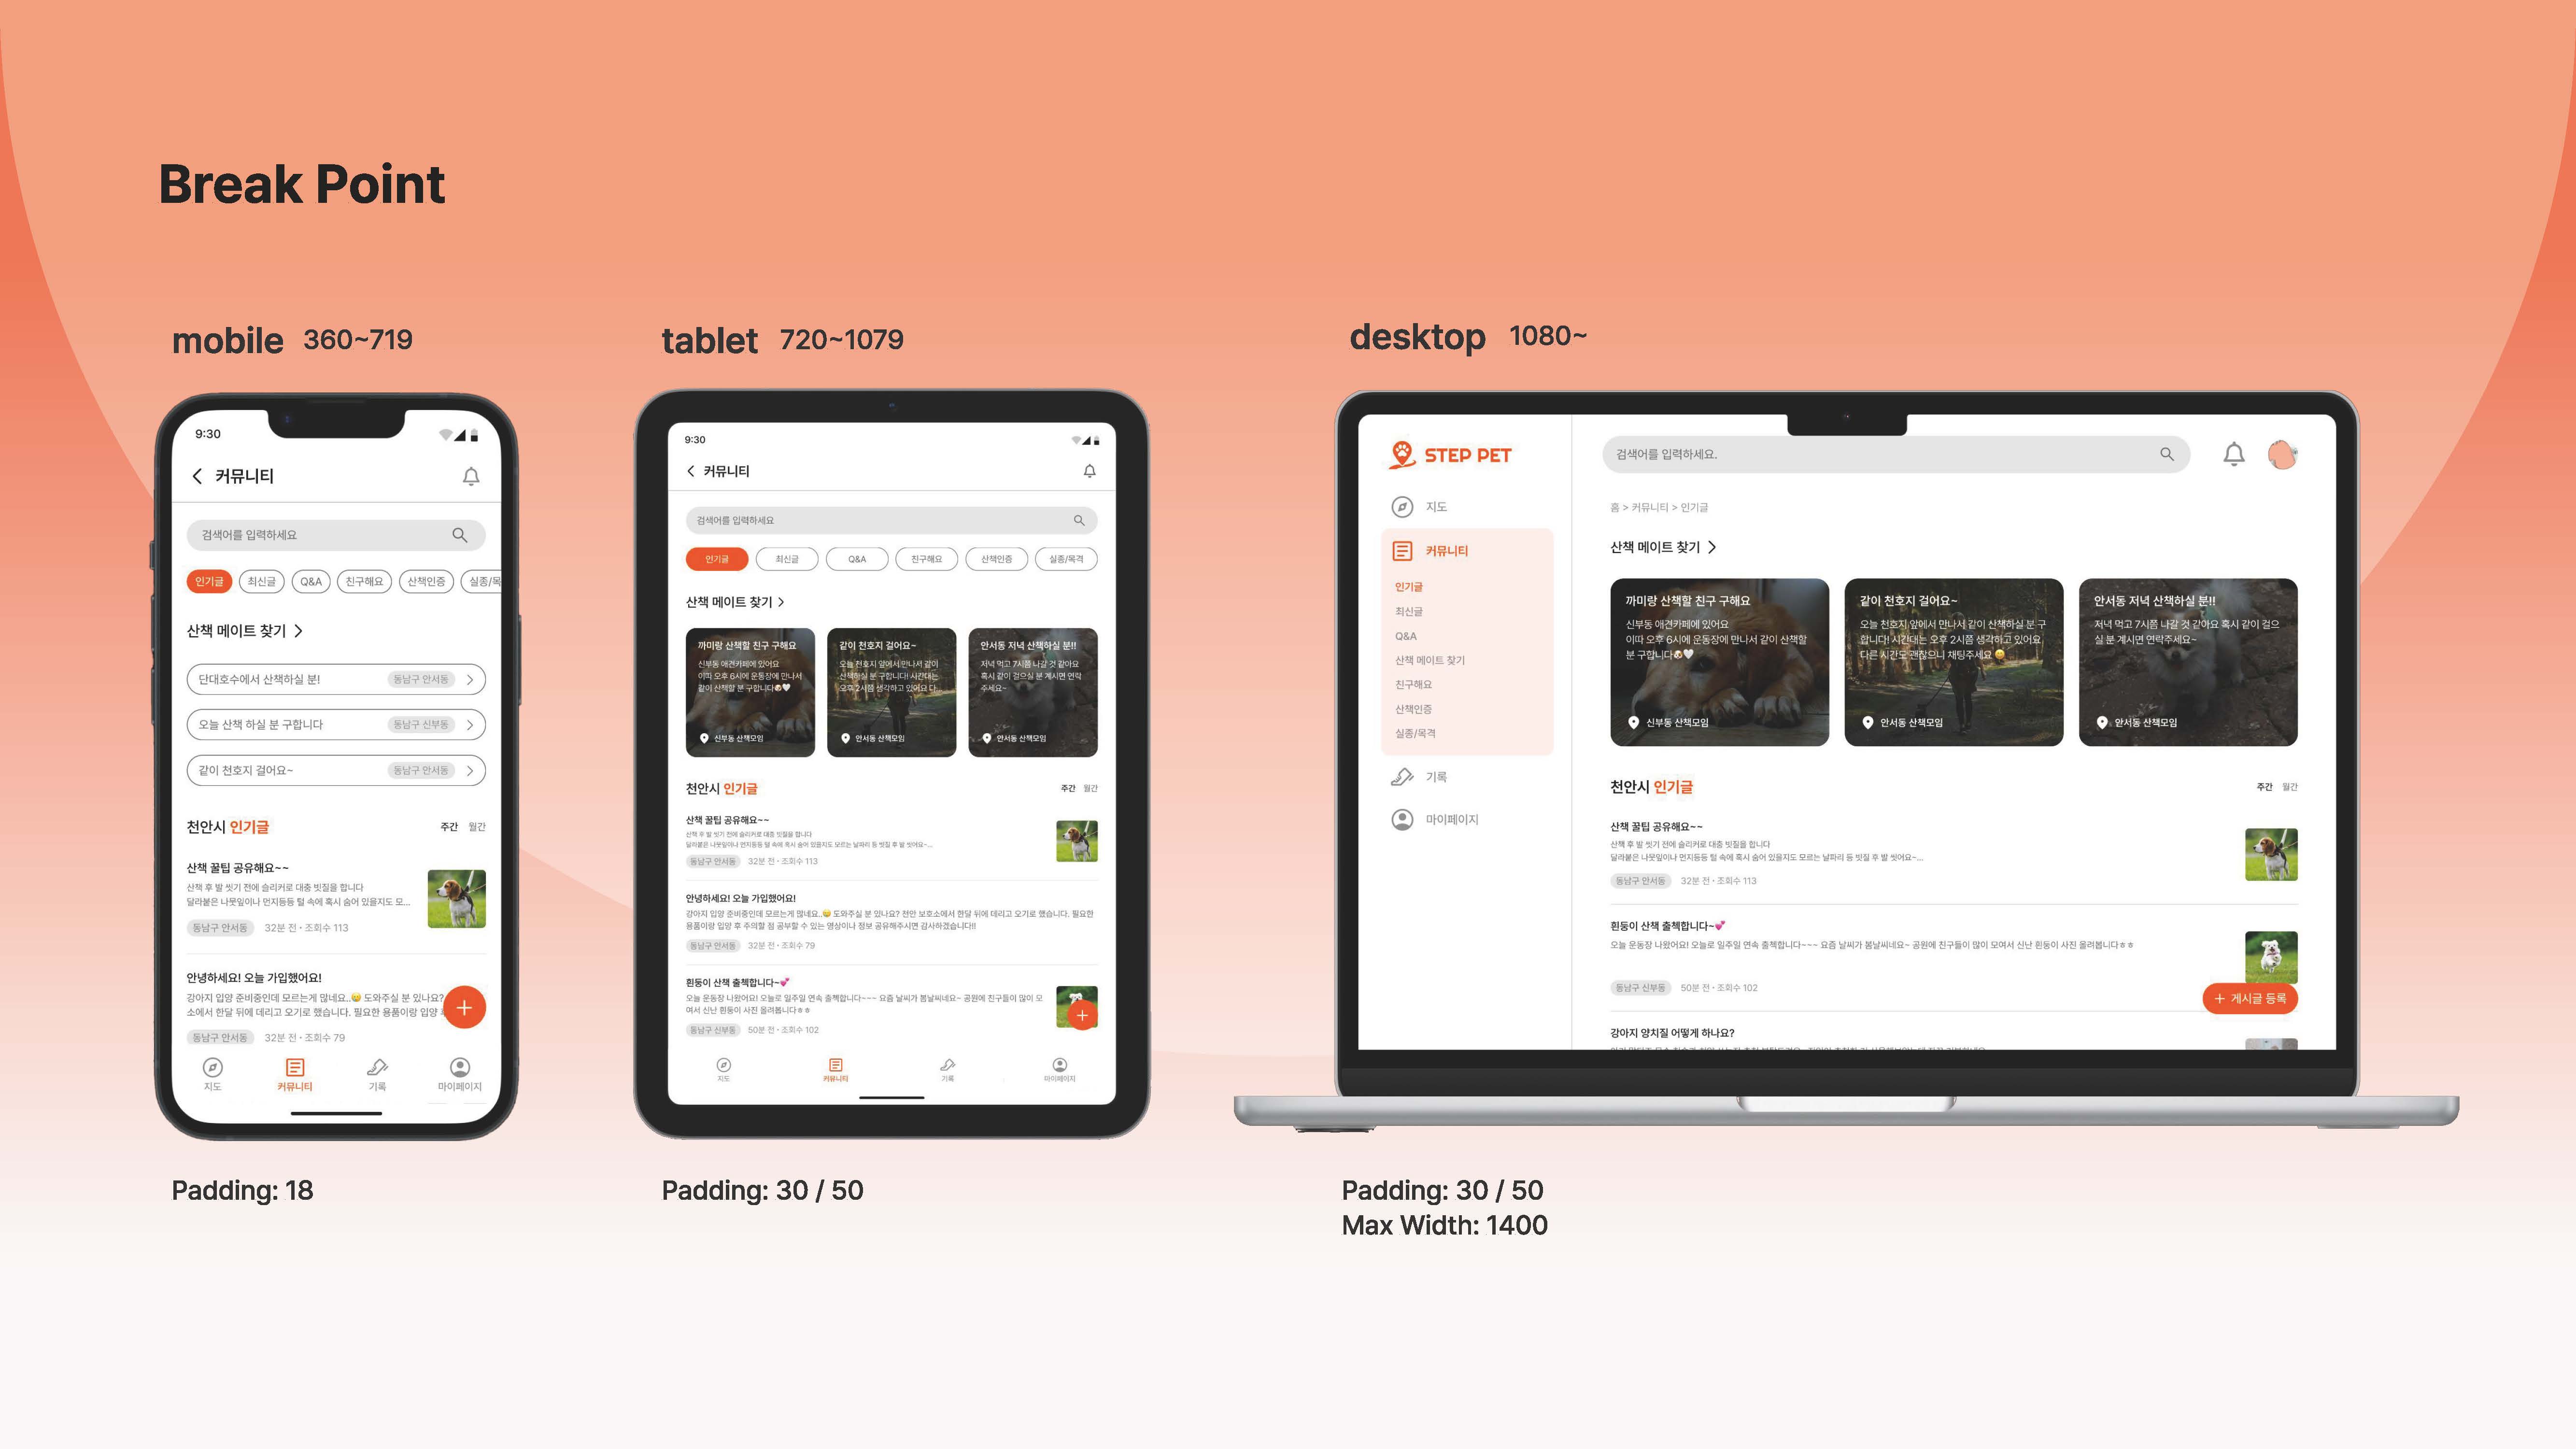 Break Point
mobile 360~719
9:30
커뮤니티
검색어를 입력하세요
인기글 최신글 Q&A 친구해요 산책인증 실종/목
산책 메이트 찾기
단대호수에서 산책하실 분! 동남구 안서동
오늘 산책 하실 분 구합니다 동남구 신부동
같이 천호지 걸어요~ 동남구 안서동
천안시 인기글 주간 월간
산책 꿀팁 공유해요~~
산책 후 발 씻기 전에 슬리커로 대충 빗질을 합니다
달라붙은 나뭇잎이나 먼지등등 털 속에 혹시 숨어 있을지도 모...
동남구 안서동 32분 전 • 조회수 113
안녕하세요! 오늘 가입했어요!
강아지 입양 준비중인데 모르는게 많네요..😅 도와주실 분 있나요?
소에서 한달 뒤에 데리고 오기로 했습니다. 필요한 용품이랑 입양
동남구 안서동 32분 전 • 조회수 79
지도 커뮤니티 기록 마이페이지
Padding: 18
tablet 720~1079
9:30
커뮤니티
검색어를 입력하세요
인기글 최신글 Q&A 친구해요 산책인증 실종/목격
산책 메이트 찾기
까미랑 산책할 친구 구해요
신부동 애견카페에 있어요
이따 오후 6시에 운동장에 만나서
같이 산책할 분 구합니다🐶🤍
신부동 산책모임
같이 천호지 걸어요~
오늘 천호지 앞에서 만나서 같이
산책하실 분 구합니다! 시간대는
오후 2시쯤 생각하고 있어요 다...
안서동 산책모임
안서동 저녁 산책하실 분!!
저녁 먹고 7시쯤 나갈 것 같아요
혹시 같이 걸으실 분 계시면 연락
주세요~
안서동 산책모임
천안시 인기글 주간 월간
산책 꿀팁 공유해요~~
산책 후 발 씻기 전에 슬리커로 대충 빗질을 합니다
달라붙은 나뭇잎이나 먼지등등 털 속에 혹시 숨어 있을지도 모르는 날파리 등 빗질 후 발 씻어요~...
동남구 안서동 32분 전 • 조회수 113
안녕하세요! 오늘 가입했어요!
강아지 입양 준비중인데 모르는게 많네요..😅 도와주실 분 있나요? 천안 보호소에서 한달 뒤에 데리고 오기로 했습니다. 필요한
용품이랑 입양 후 주의할 점 공부할 수 있는 영상이나 정보 공유해주시면 감사하겠습니다!!
동남구 안서동 32분 전 • 조회수 79
흰둥이 산책 출첵합니다~💕
오늘 운동장 나왔어요! 오늘로 일주일 연속 출첵합니다~~~ 요즘 날씨가 봄날씨네요~ 공원에 친구들이 많이 모
여서 신난 흰둥이 사진 올려봅니다ㅎㅎ
동남구 신부동 50분 전 • 조회수 102
지도 커뮤니티 기록 마이페이지
Padding: 30 / 50
desktop 1080~
STEP PET
지도
커뮤니티
인기글
최신글
Q&A
산책 메이트 찾기
친구해요
산책인증
실종/목격
기록
마이페이지
검색어를 입력하세요.
홈 > 커뮤니티 > 인기글
산책 메이트 찾기
까미랑 산책할 친구 구해요
신부동 애견카페에 있어요
이따 오후 6시에 운동장에 만나서 같이 산책할
분 구합니다🐶🤍
신부동 산책모임
같이 천호지 걸어요~
오늘 천호지 앞에서 만나서 같이 산책하실 분 구
합니다! 시간대는 오후 2시쯤 생각하고 있어요
다른 시간도 괜찮으니 채팅주세요 😀
안서동 산책모임
안서동 저녁 산책하실 분!!
저녁 먹고 7시쯤 나갈 것 같아요 혹시 같이 걸으
실 분 계시면 연락주세요~
안서동 산책모임
천안시 인기글 주간 월간
산책 꿀팁 공유해요~~
산책 후 발 씻기 전에 슬리커로 대충 빗질을 합니다
달라붙은 나뭇잎이나 먼지등등 털 속에 혹시 숨어 있을지도 모르는 날파리 등 빗질 후 발 씻어요~...
동남구 안서동 32분 전 • 조회수 113
흰둥이 산책 출첵합니다~💕
오늘 운동장 나왔어요! 오늘로 일주일 연속 출첵합니다~~~ 요즘 날씨가 봄날씨네요~ 공원에 친구들이 많이 모여서 신난 흰둥이 사진 올려봅니다ㅎㅎ
동남구 신부동 50분 전 • 조회수 102
+ 게시글 등록
강아지 양치질 어떻게 하나요?
Padding: 30 / 50
Max Width: 1400